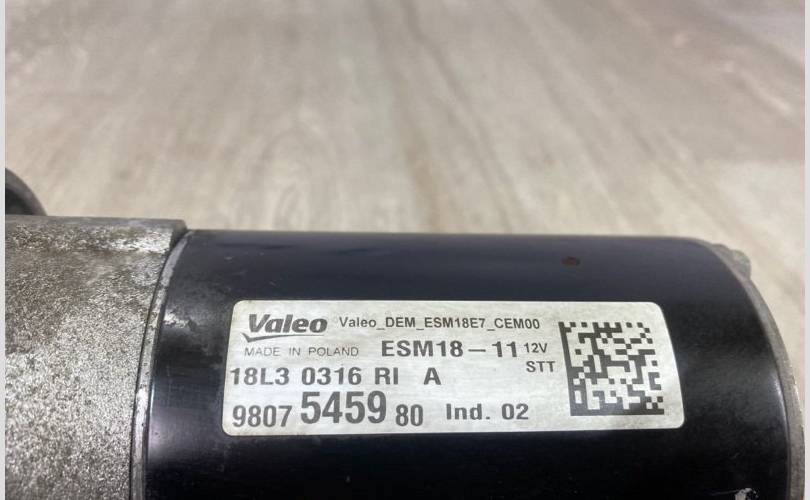 Valeo Valeo_DEM_ESM18E7_CEM00
MADE IN POLAND ESM18-11 12V
STT
18L3 0316 RI A
9807 5459 80 Ind. 02